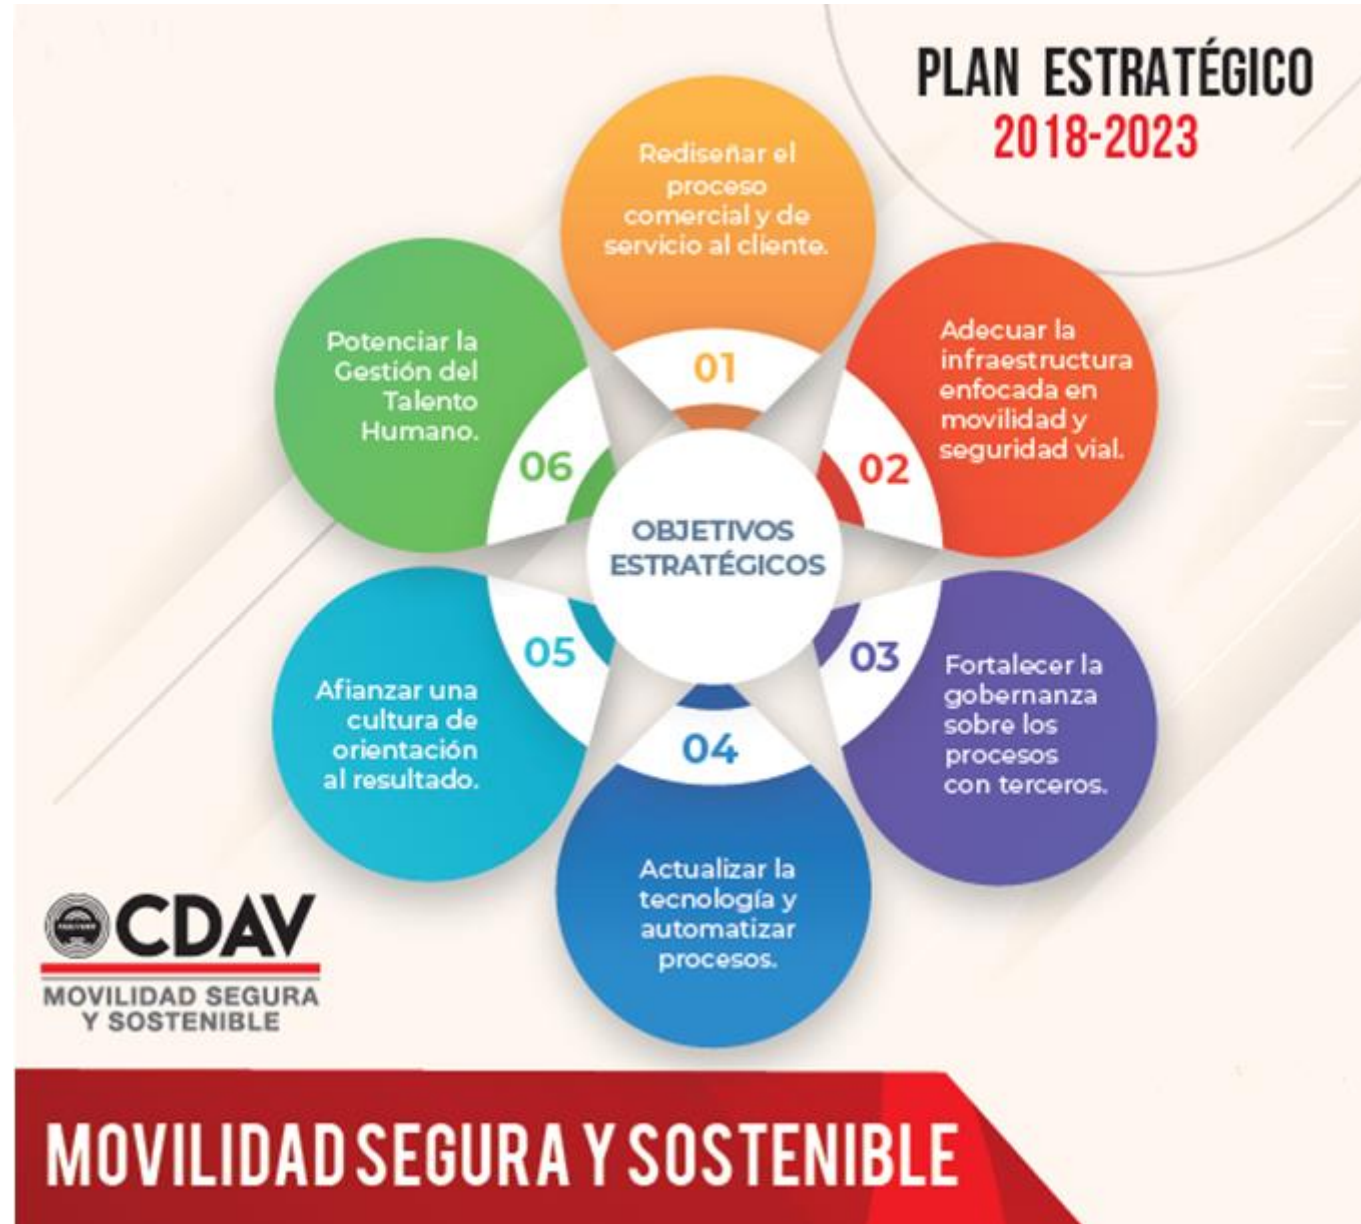 PLAN ESTRATÉGICO
2018-2023
Rediseñar el
proceso
comercial y de
servicio al cliente.
01
Adecuar la
infraestructura
enfocada en
movilidad y
seguridad vial.
02
Fortalecer la
gobernanza
sobre los
procesos
con terceros.
03
Actualizar la
tecnología y
automatizar
procesos.
04
Afianzar una
cultura de
orientación
al resultado.
05
Potenciar la
Gestión del
Talento
Humano.
06
OBJETIVOS
ESTRATÉGICOS
CDAV
MOVILIDAD SEGURA
Y SOSTENIBLE
MOVILIDAD SEGURA Y SOSTENIBLE